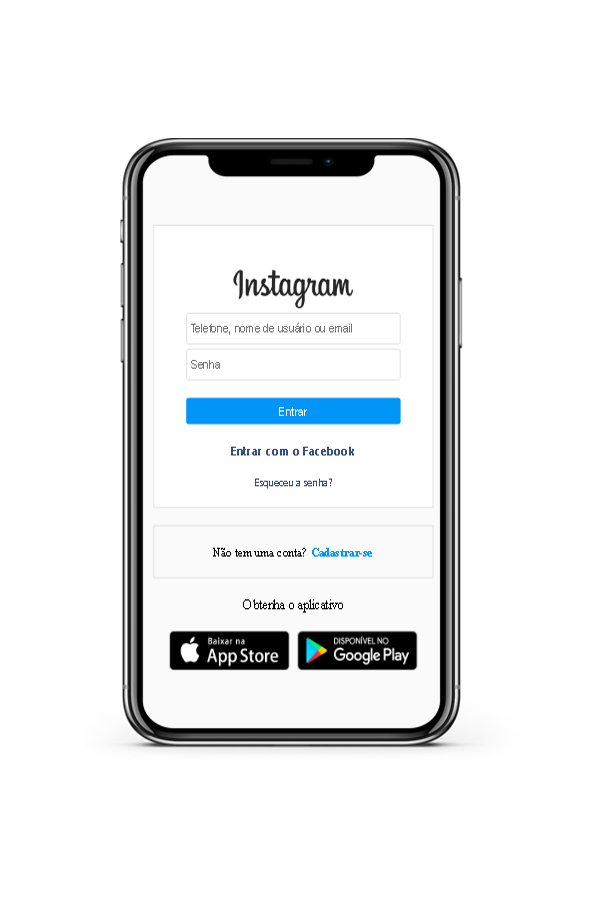 Instagram
Telefone, nome de usuário ou email
Senha
Entrar
Entrar com o Facebook
Esqueceu a senha?
Não tem uma conta? Cadastrar-se
Obtenha o aplicativo
Baixar na
App Store
DISPONÍVEL NO
Google Play